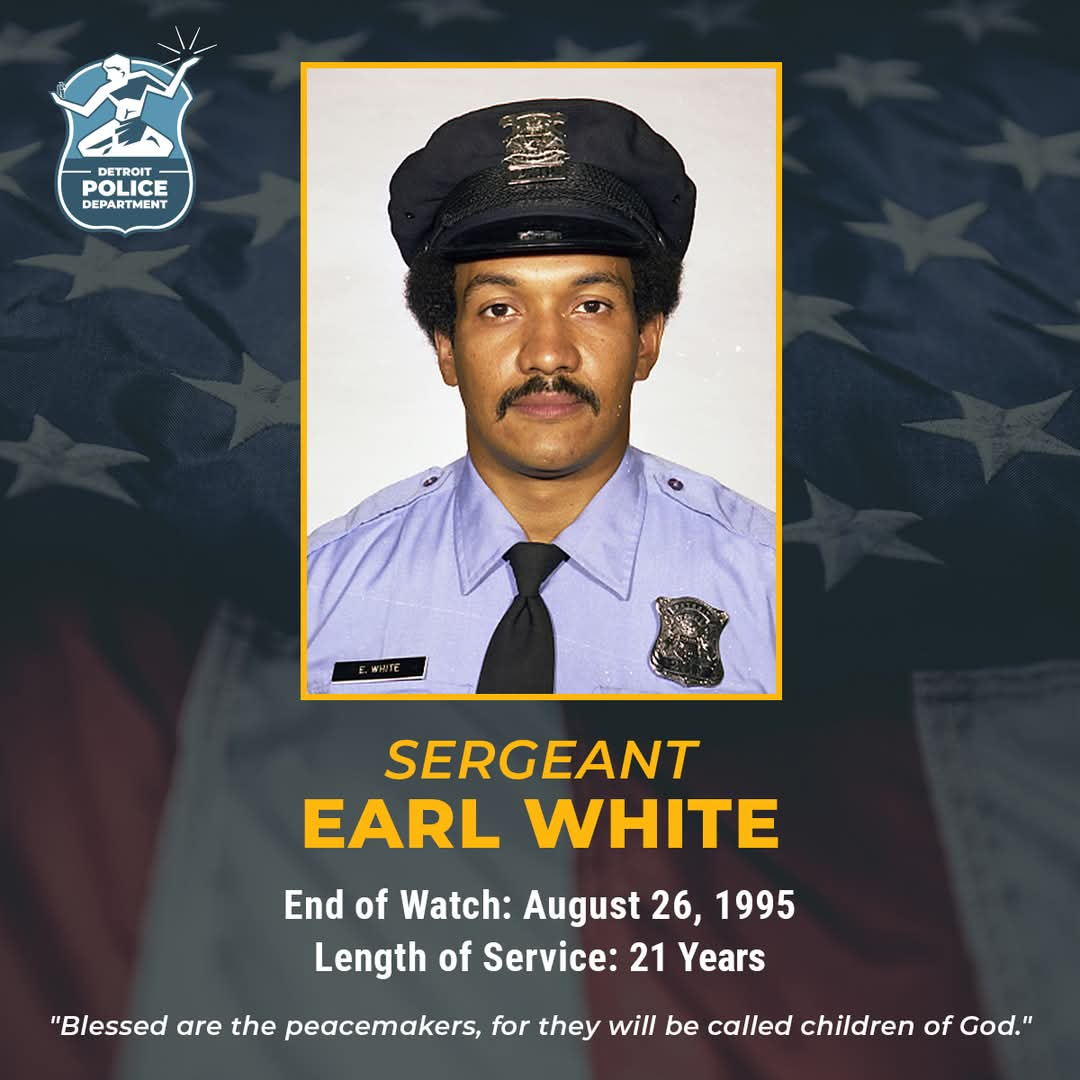 DETROIT
POLICE
DEPARTMENT
E. WHITE
SERGEANT
EARL WHITE
End of Watch: August 26, 1995
Length of Service: 21 Years
"Blessed are the peacemakers, for they will be called children of God."